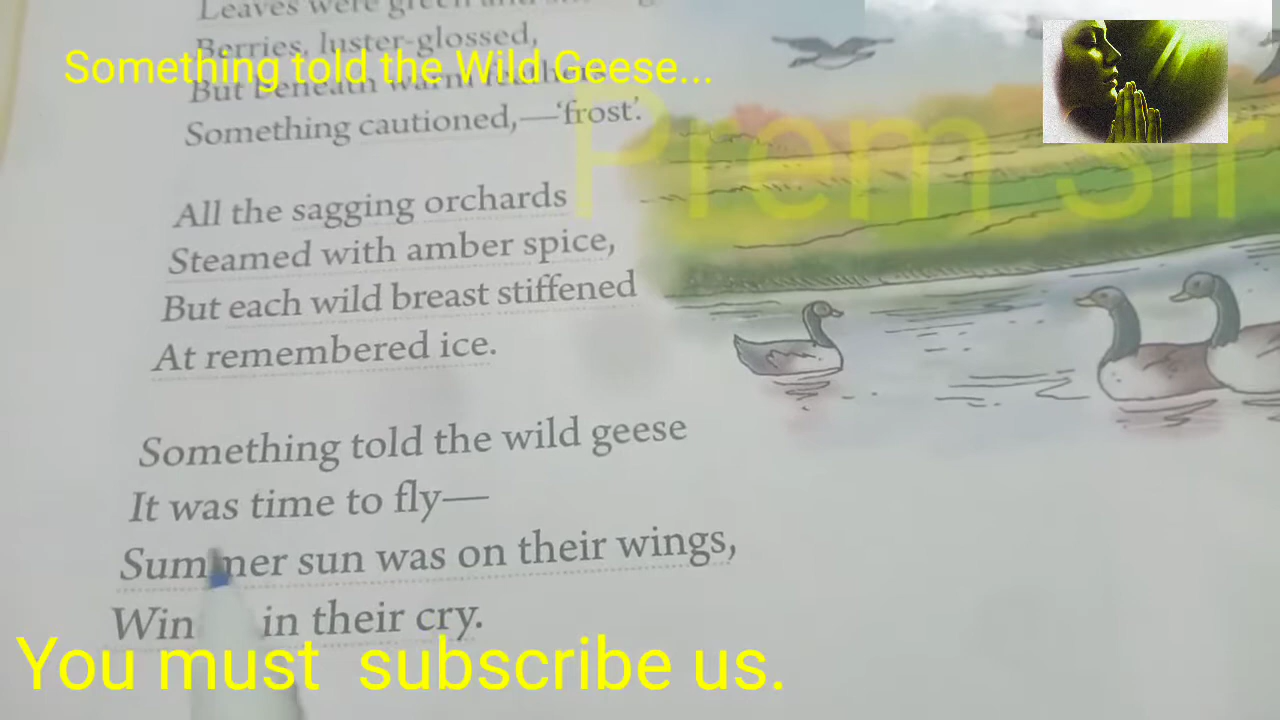 Leaves were green and
Berries, luster-glossed,
Something told the Wild Geese...
But beneath warm feathers
Something cautioned,—'frost'.
Prem Sir
All the sagging orchards
Steamed with amber spice,
But each wild breast stiffened
At remembered ice.
Something told the wild geese
It was time to fly—
Summer sun was on their wings,
Win in their cry.
You must subscribe us.